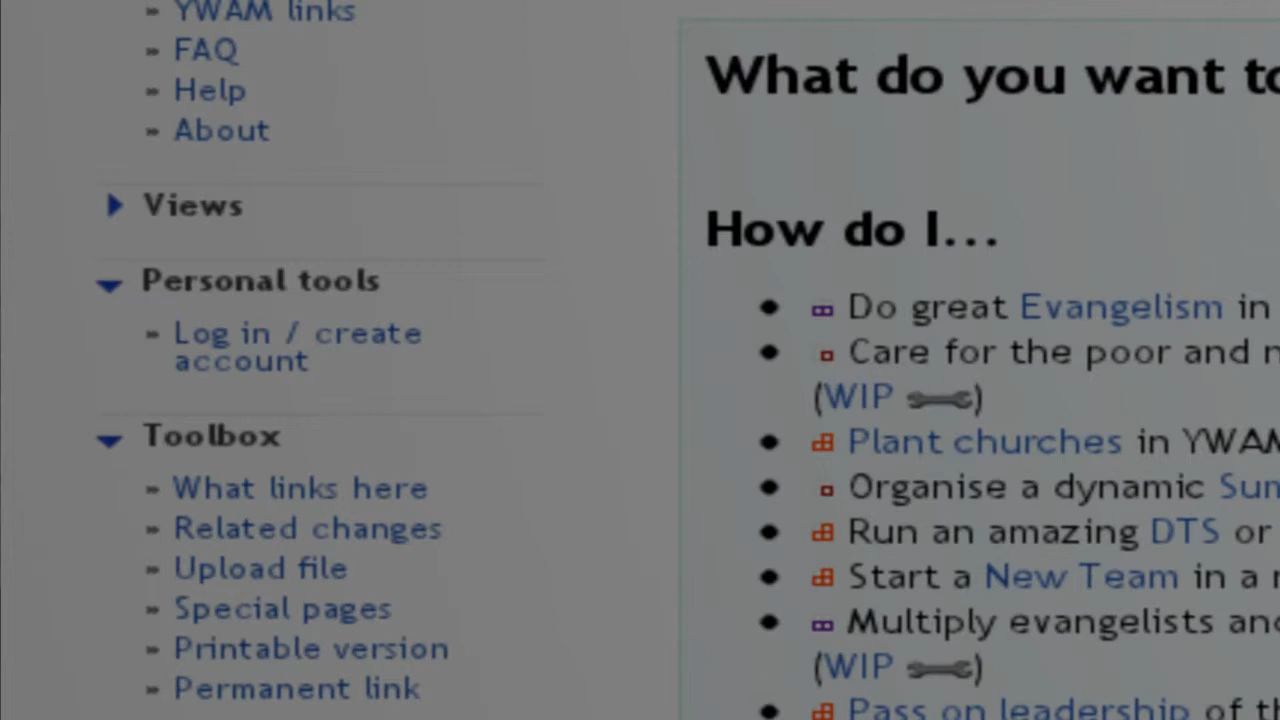 YWAM links
FAQ
Help
About
Views
Personal tools
Log in / create
account
Toolbox
What links here
Related changes
Upload file
Special pages
Printable version
Permanent link
What do you want to
How do I...
Do great Evangelism in
Care for the poor and
(WIP)
Plant churches in YWAM
Organise a dynamic
Run an amazing DTS or
Start a New Team in a
Multiply evangelists and
(WIP)
Pass on leadership of